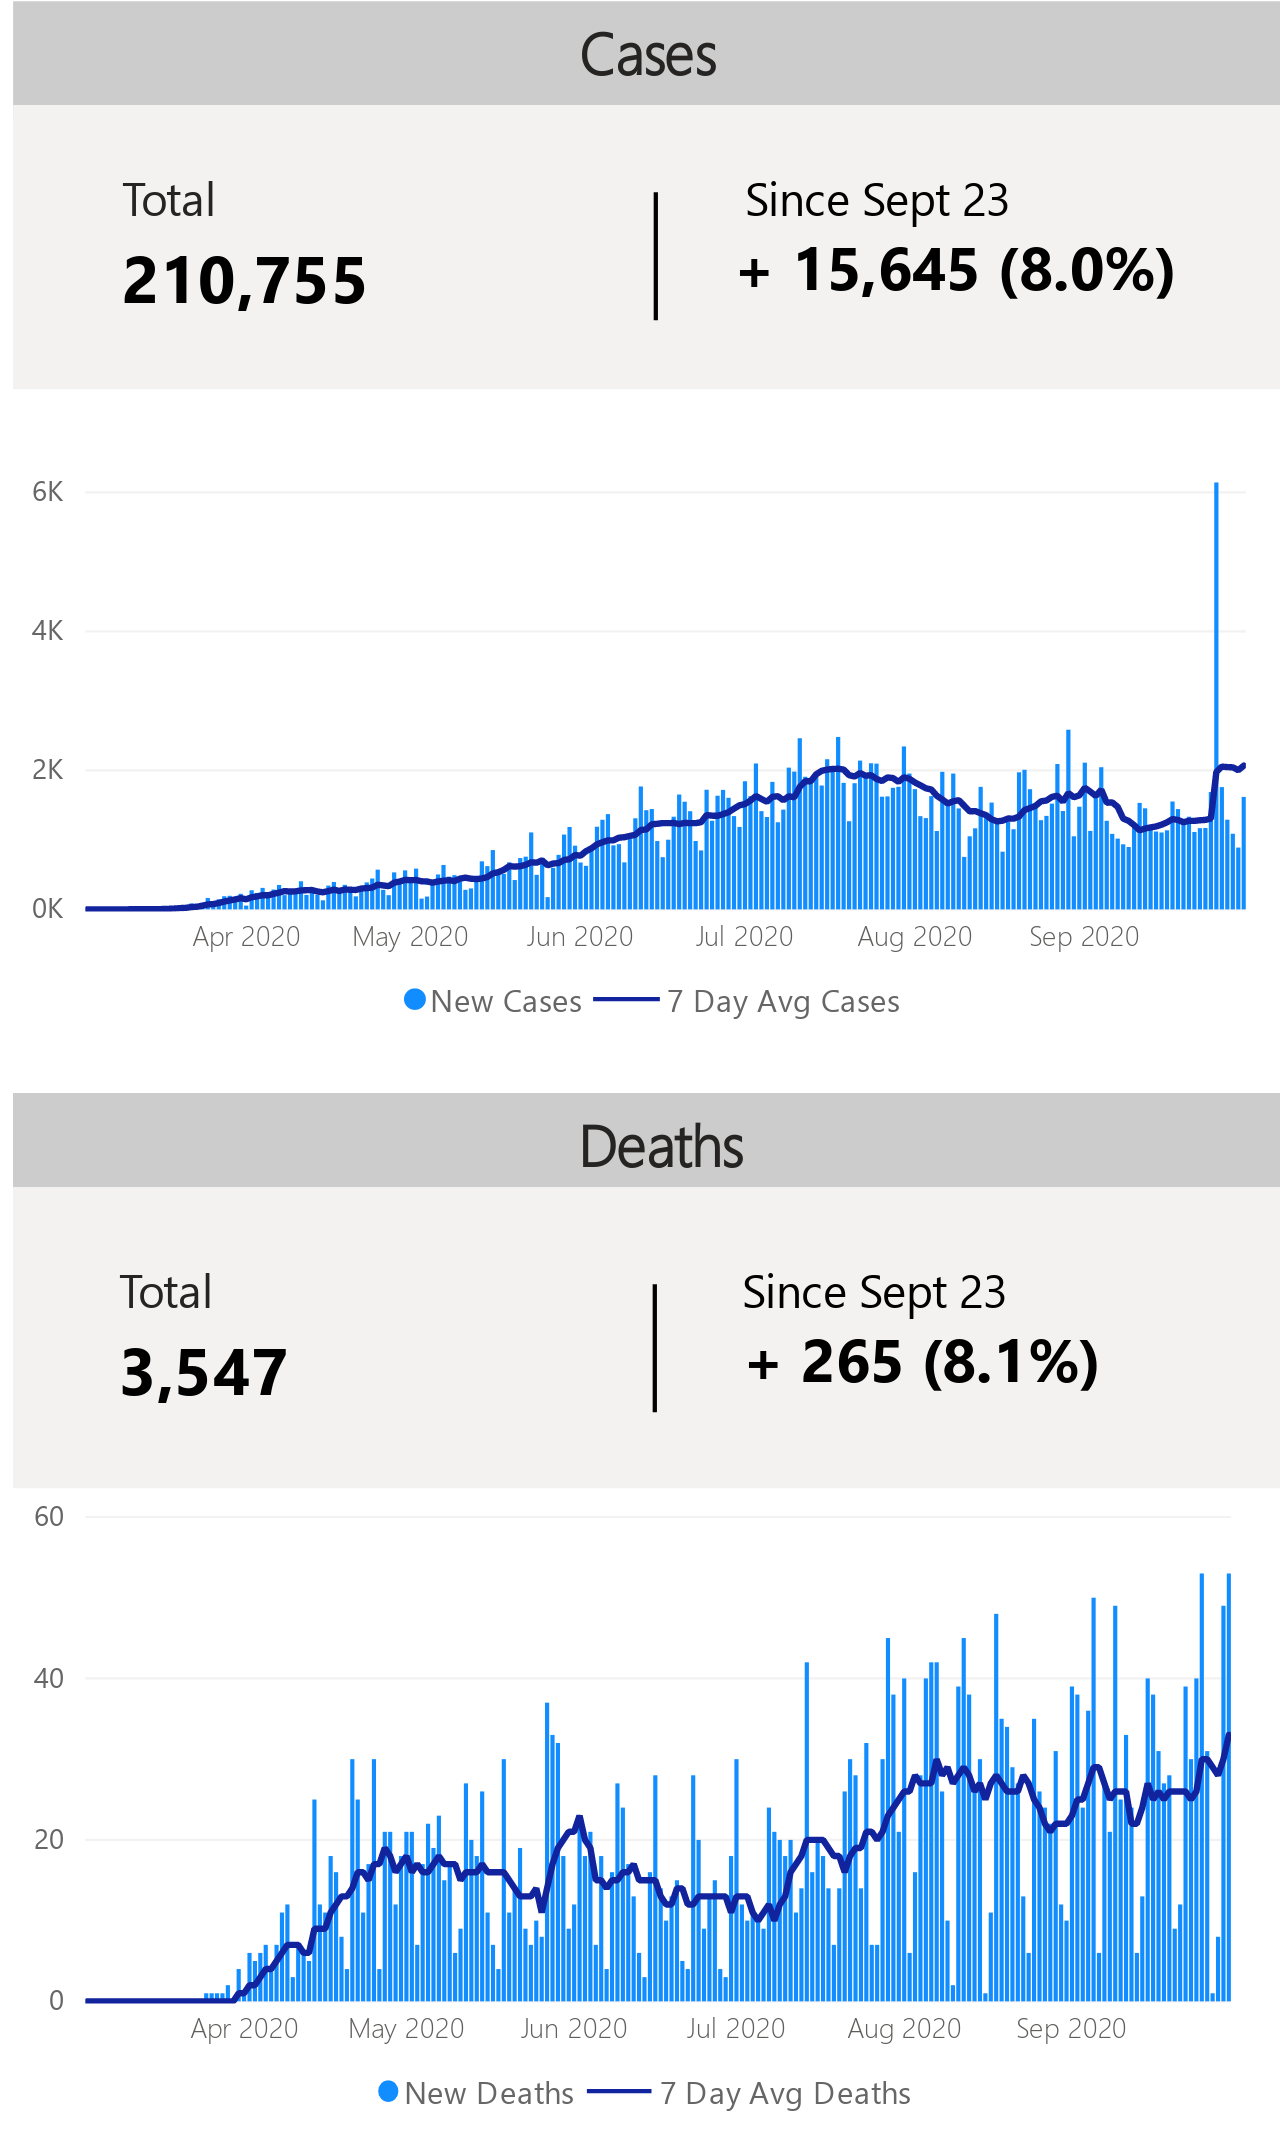 Cases
Total
Since Sept 23
210,755
+ 15,645 (8.0%)
6K
4K
2K
0K
Apr 2020 May 2020 Jun 2020 Jul 2020 Aug 2020 Sep 2020
New Cases 7 Day Avg Cases
Deaths
Total
Since Sept 23
3,547
+ 265 (8.1%)
60
40
20
0
Apr 2020 May 2020 Jun 2020 Jul 2020 Aug 2020 Sep 2020
New Deaths 7 Day Avg Deaths